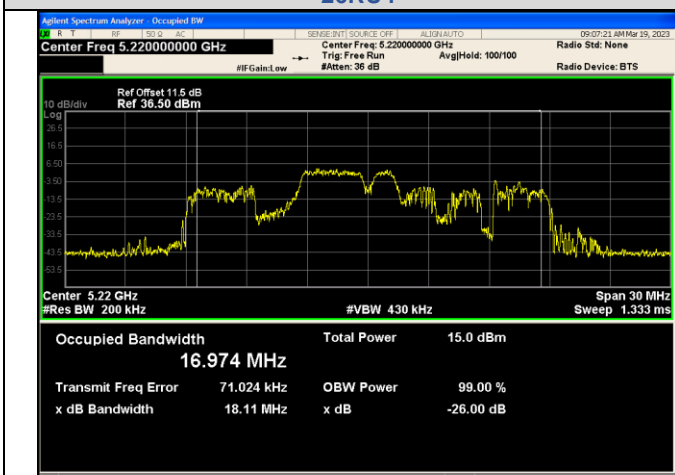 Agilent Spectrum Analyzer - Occupied BW
R T RF 50 Ω AC SENSE:INT SOURCE OFF ALIGNAUTO 09:07:21 AM Mar 19, 2023
Center Freq 5.220000000 GHz Center Freq: 5.220000000 GHz Radio Std: None
Trig: Free Run Avg|Hold: 100/100
#IFGain:Low #Atten: 36 dB Radio Device: BTS
Ref Offset 11.5 dB
10 dB/div Ref 36.50 dBm
Log
26.5
16.5
6.50
-3.50
-13.5
-23.5
-33.5
-43.5
-53.5
Center 5.22 GHz Span 30 MHz
#Res BW 200 kHz #VBW 430 kHz Sweep 1.333 ms
Occupied Bandwidth Total Power 15.0 dBm
16.974 MHz
Transmit Freq Error 71.024 kHz OBW Power 99.00 %
x dB Bandwidth 18.11 MHz x dB -26.00 dB